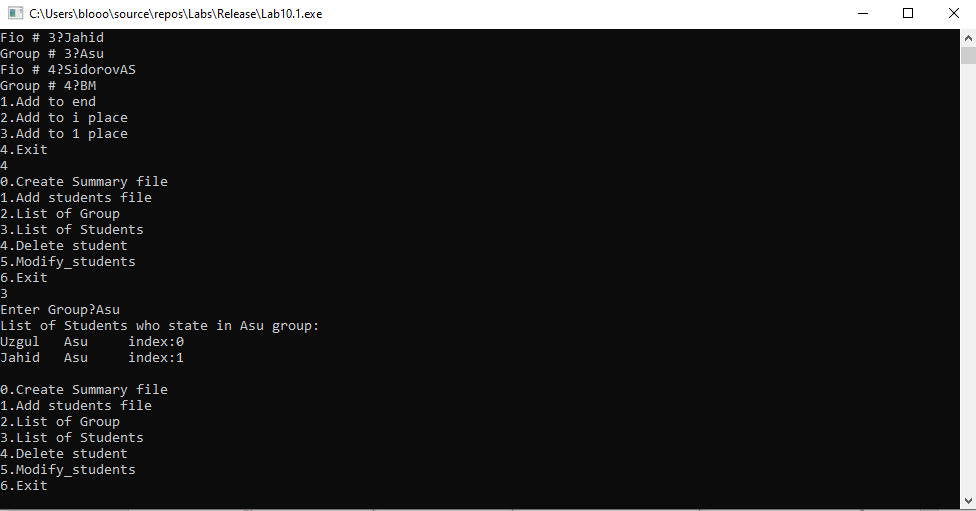 C:\Users\blooo\source\repos\Labs\Release\Lab10.1.exe
Fio # 3?Jahid
Group # 3?Asu
Fio # 4?SidorovAS
Group # 4?BM
1.Add to end
2.Add to i place
3.Add to 1 place
4.Exit
4
0.Create Summary file
1.Add students file
2.List of Group
3.List of Students
4.Delete student
5.Modify_students
6.Exit
3
Enter Group?Asu
List of Students who state in Asu group:
Uzgul   Asu     index:0
Jahid   Asu     index:1
0.Create Summary file
1.Add students file
2.List of Group
3.List of Students
4.Delete student
5.Modify_students
6.Exit